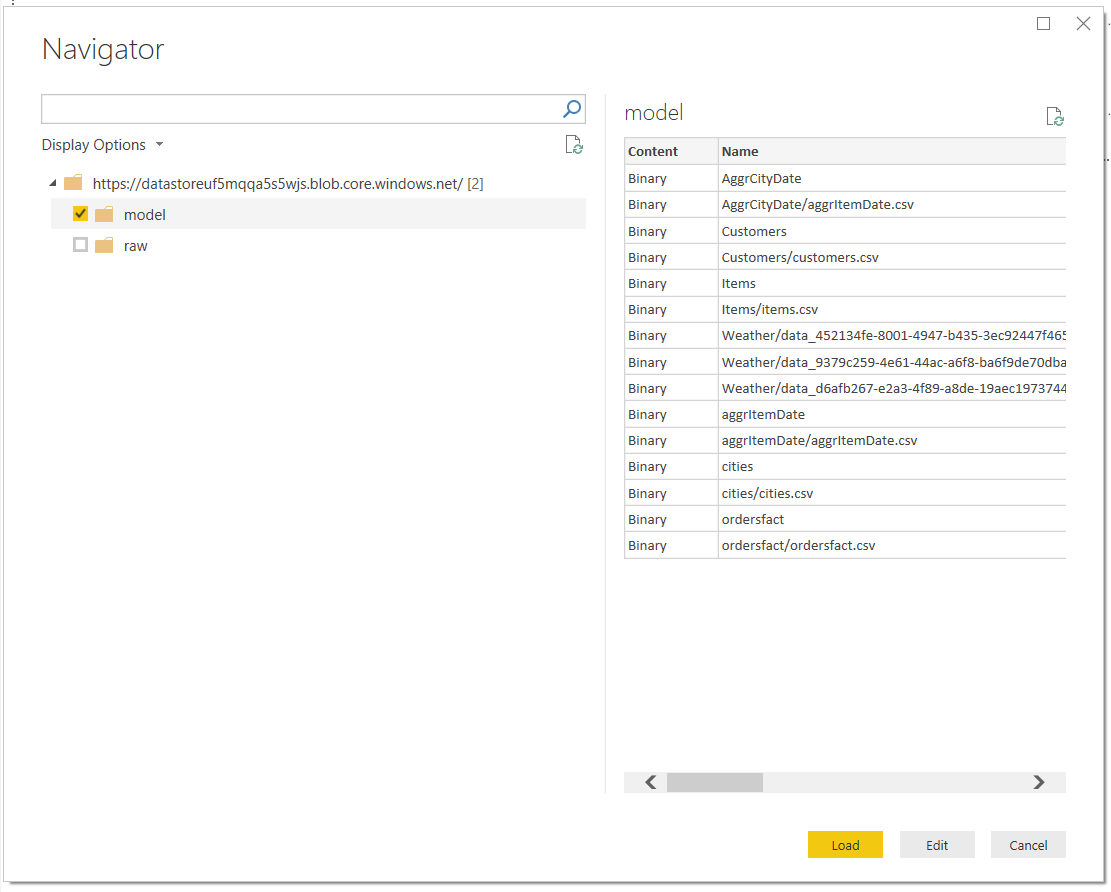 Navigator
Display Options
https://datastoreuf5mqqa5s5wjs.blob.core.windows.net/ [2]
model
raw
model
Content Name
Binary AggrCityDate
Binary AggrCityDate/aggrItemDate.csv
Binary Customers
Binary Customers/customers.csv
Binary Items
Binary Items/items.csv
Binary Weather/data_452134fe-8001-4947-b435-3ec92447f465
Binary Weather/data_9379c259-4e61-44ac-a6f8-ba6f9de70dba
Binary Weather/data_d6afb267-e2a3-4f89-a8de-19aec1973744
Binary aggrItemDate
Binary aggrItemDate/aggrItemDate.csv
Binary cities
Binary cities/cities.csv
Binary ordersfact
Binary ordersfact/ordersfact.csv
Load Edit Cancel